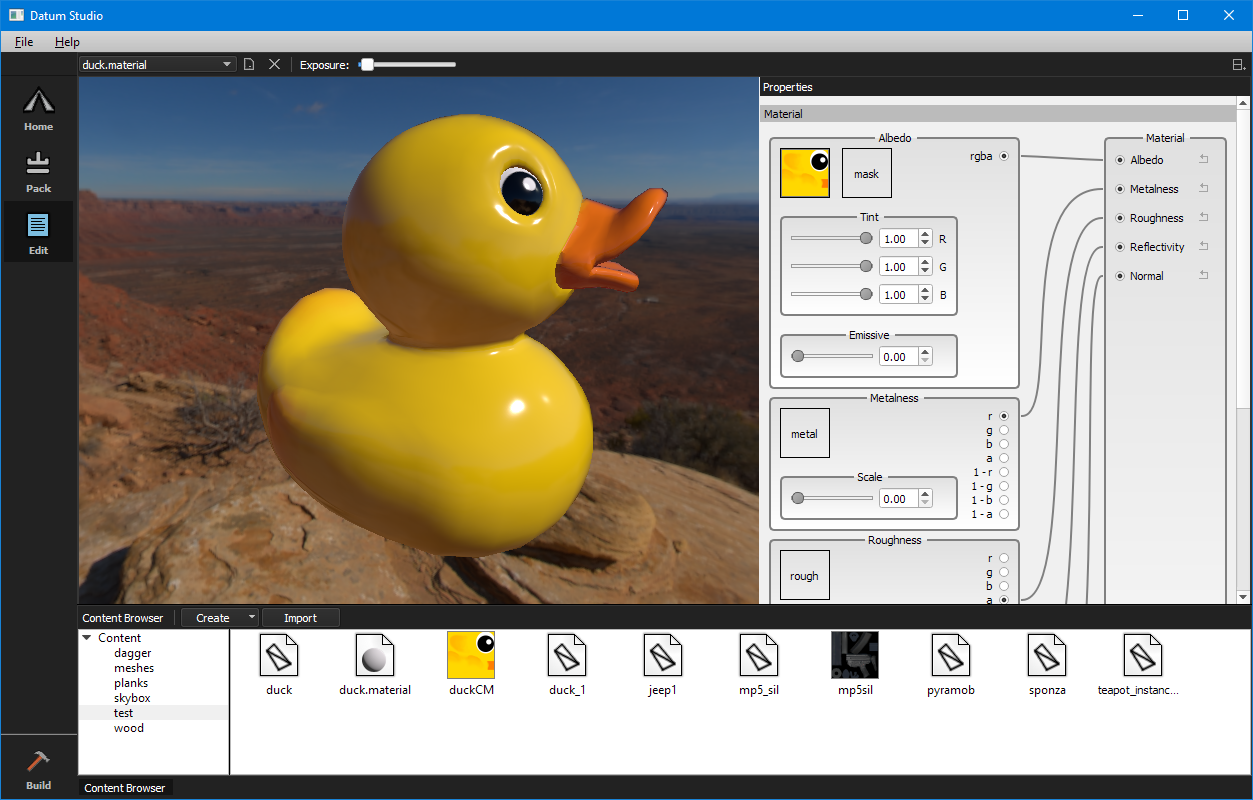 Datum Studio
File Help
duck.material Exposure:
Home
Pack
Edit
Build
Properties
Material
Albedo
mask
rgba
Tint
1.00 R
1.00 G
1.00 B
Emissive
0.00
Metalness
metal
r
g
b
a
1 - r
1 - g
1 - b
1 - a
Scale
0.00
Roughness
rough
r
g
b
a
Material
Albedo
Metalness
Roughness
Reflectivity
Normal
Content Browser Create Import
Content
dagger
meshes
planks
skybox
test
wood
duck duck.material duckCM duck_1 jeep1 mp5_sil mp5sil pyramob sponza teapot_instanc...
Content Browser